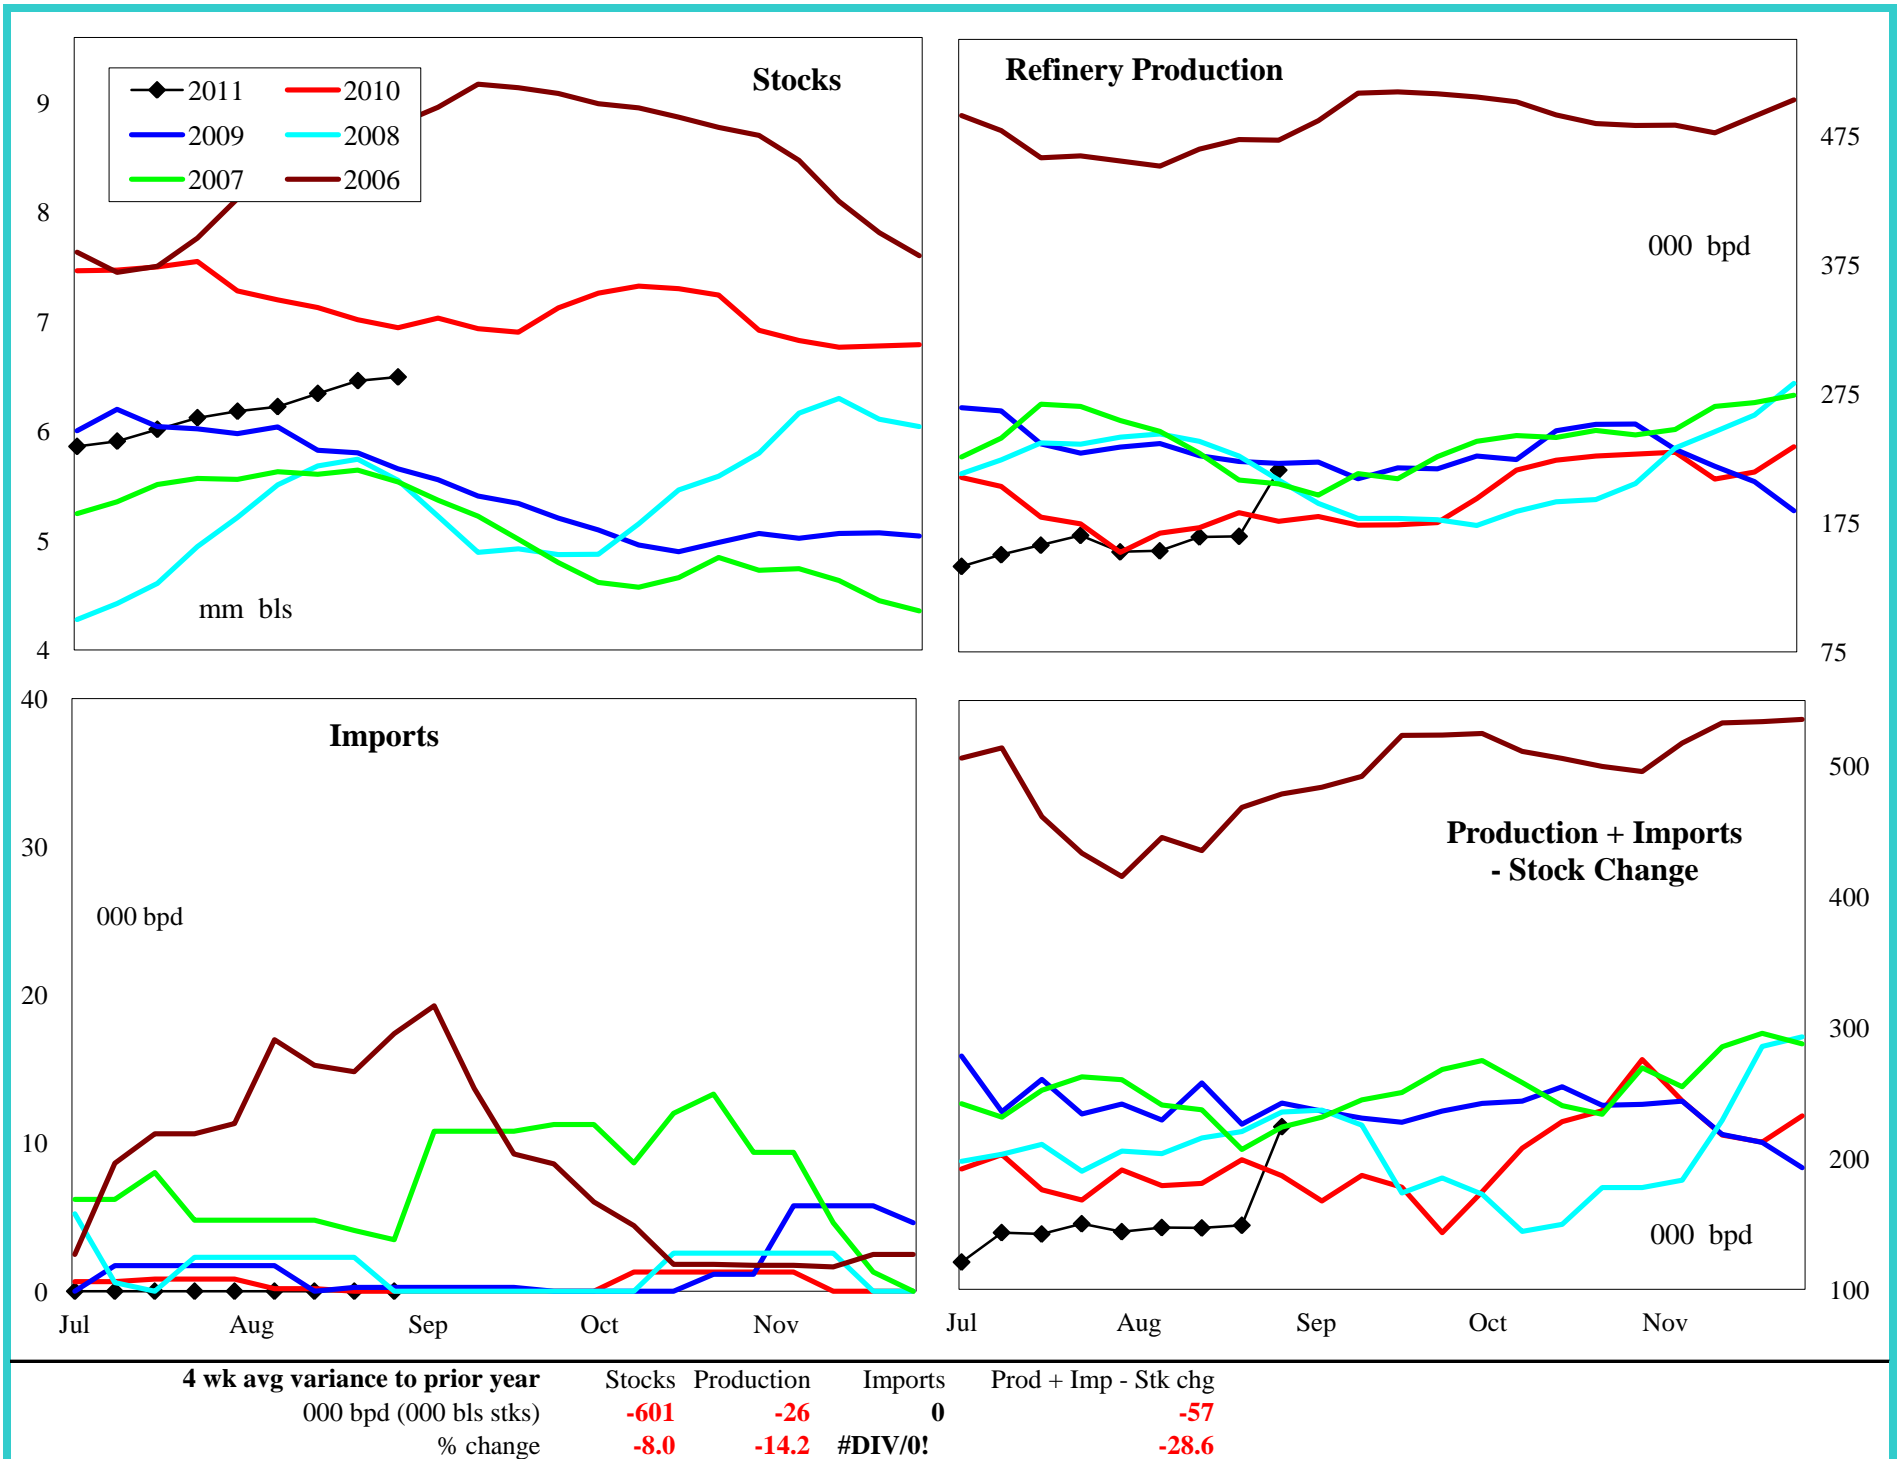 Stocks
2011
2010
2009
2008
2007
2006
9
8
7
6
5
4
mm bls
Refinery Production
000 bpd
475
375
275
175
75
Imports
000 bpd
40
30
20
10
0
Jul
Aug
Sep
Oct
Nov
Production + Imports
- Stock Change
000 bpd
500
400
300
200
100
Jul
Aug
Sep
Oct
Nov
4 wk avg variance to prior year Stocks Production Imports Prod + Imp - Stk chg
000 bpd (000 bls stks) -601 -26 0 -57
% change -8.0 -14.2 #DIV/0! -28.6